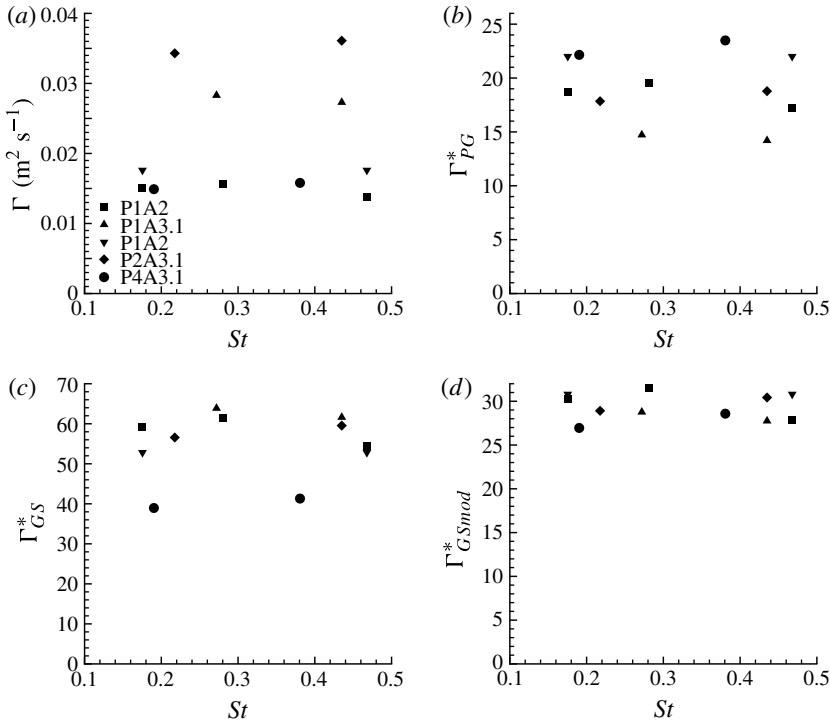 (a)
0.04
0.03
0.02
0.01
0
Γ (m² s⁻¹)
P1A2
P1A3.1
P1A2
P2A3.1
P4A3.1
0.1 0.2 0.3 0.4 0.5
St
(b)
25
20
15
10
5
0
Γ*PG
0.1 0.2 0.3 0.4 0.5
St
(c)
70
60
50
40
30
20
10
0
Γ*GS
0.1 0.2 0.3 0.4 0.5
St
(d)
30
25
20
15
10
5
0
Γ*GSmod
0.1 0.2 0.3 0.4 0.5
St